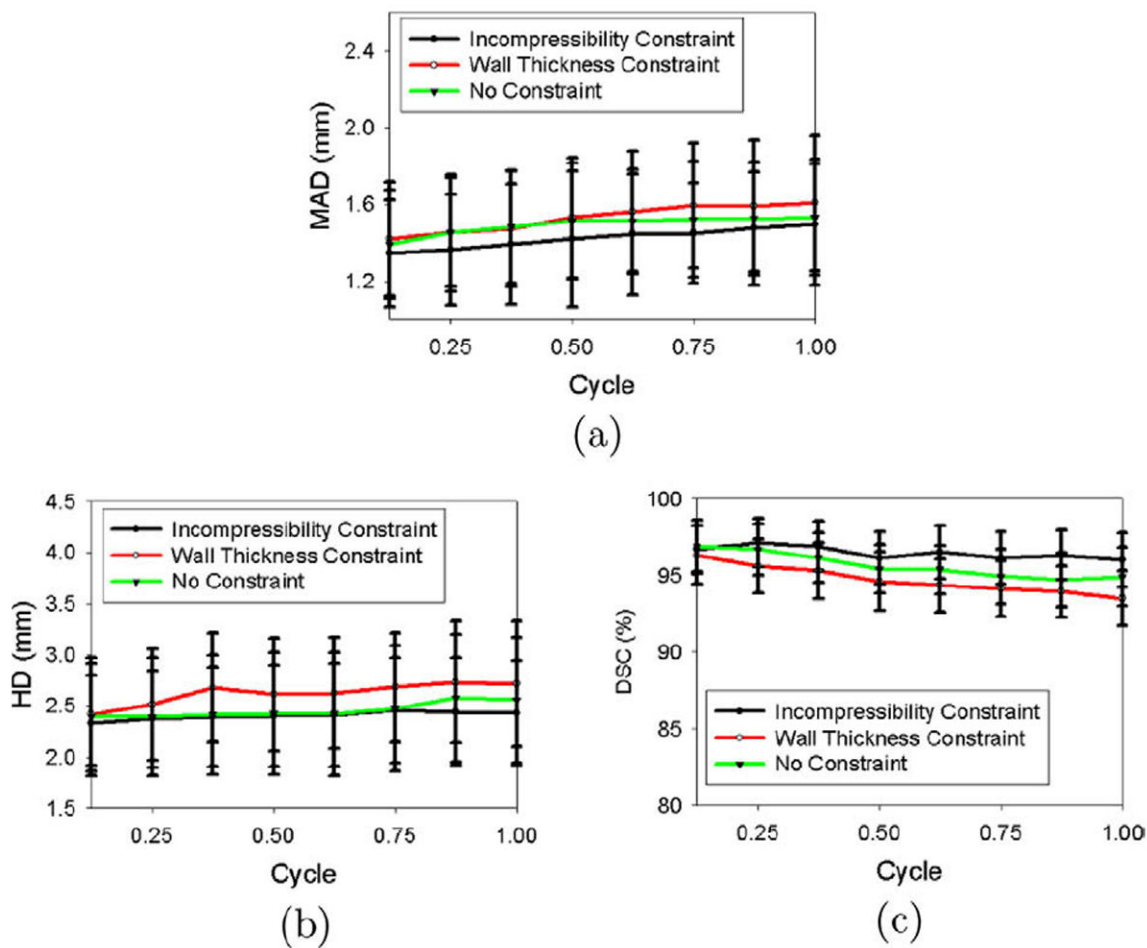 Incompressibility Constraint
Wall Thickness Constraint
No Constraint
MAD (mm)
2.4
2.0
1.6
1.2
0.25 0.50 0.75 1.00
Cycle
(a)
Incompressibility Constraint
Wall Thickness Constraint
No Constraint
HD (mm)
4.5
4.0
3.5
3.0
2.5
2.0
1.5
0.25 0.50 0.75 1.00
Cycle
(b)
DSC (%)
100
95
90
85
80
Incompressibility Constraint
Wall Thickness Constraint
No Constraint
0.25 0.50 0.75 1.00
Cycle
(c)